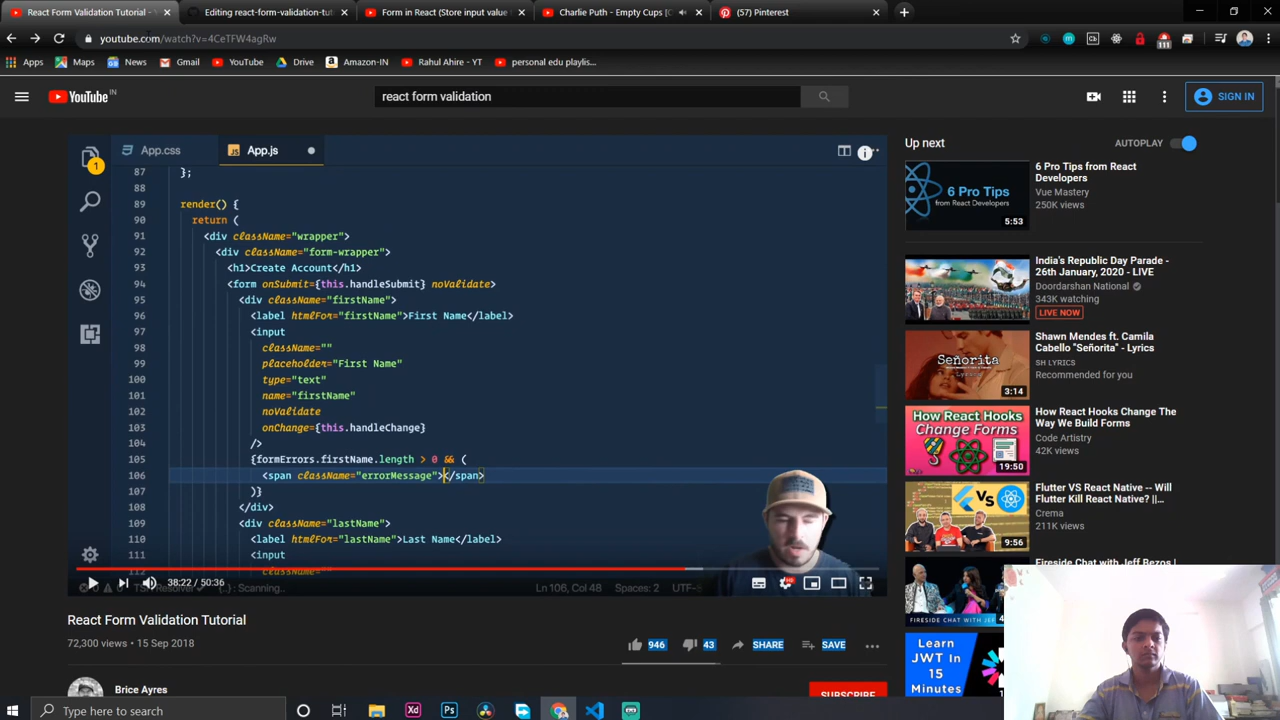 React Form Validation Tutorial -
Editing react-form-validation-tut
Form in React (Store input value
Charlie Puth - Empty Cups [
(57) Pinterest
youtube.com/watch?v=4CeTFW4agRw
Apps
Maps
News
Gmail
YouTube
Drive
Amazon-IN
Rahul Ahire - YT
personal edu playlis...
111
YouTube IN
react form validation
SIGN IN
1
App.css
App.js
87 };
88
89 render() {
90 return (
91 <div className="wrapper">
92 <div className="form-wrapper">
93 <h1>Create Account</h1>
94 <form onSubmit={this.handleSubmit} noValidate>
95 <div className="firstName">
96 <label htmlFor="firstName">First Name</label>
97 <input
98 className=""
99 placeholder="First Name"
100 type="text"
101 name="firstName"
102 noValidate
103 onChange={this.handleChange}
104 />
105 {formErrors.firstName.length > 0 && (
106 <span className="errorMessage"></span>
107 )}
108 </div>
109 <div className="lastName">
110 <label htmlFor="lastName">Last Name</label>
111 <input
38:22 / 50:36
Scanning..
Ln 106, Col 48
Spaces: 2
UTF-
React Form Validation Tutorial
72,300 views • 15 Sep 2018
946
43
SHARE
SAVE
Brice Ayres
SUBSCRIBE
Up next
AUTOPLAY
6 Pro Tips
from React
Developers
5:53
6 Pro Tips from React
Developers
Vue Mastery
250K views
India's Republic Day Parade -
26th January, 2020 - LIVE
Doordarshan National
343K watching
LIVE NOW
Señorita
3:14
Shawn Mendes ft. Camila
Cabello "Señorita" - Lyrics
SH LYRICS
Recommended for you
How React Hooks
Change Forms
19:50
How React Hooks Change The
Way We Build Forms
Code Artistry
42K views
VS
9:56
Flutter VS React Native -- Will
Flutter Kill React Native? ||...
Crema
211K views
FIRESIDE CHAT WITH JEF
Fireside Chat with Jeff Bezos |
Learn
JWT In
15
Minutes
Type here to search
Xd
Ps